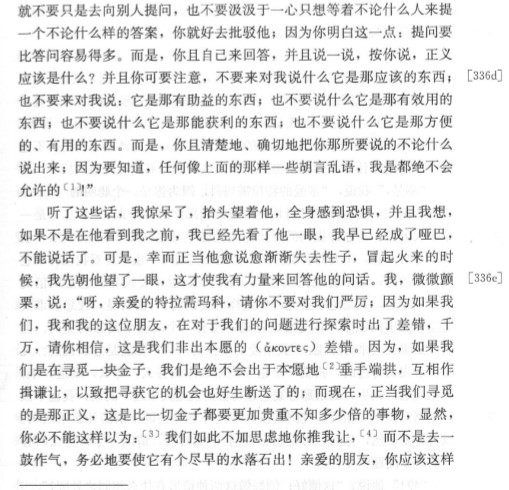 就不要只是去向别人提问，也不要汲汲于一心只想等着不论什么人来提
一个不论什么样的答案，你就好去批驳他；因为你明白这一点：提问要
比答问容易得多。而是，你且自己来回答，并且说一说，按你说，正义
应该是什么？并且你可要注意，不要来对我说什么它是那应该的东西；
[336d]
也不要来对我说：它是那有助益的东西；也不要说什么它是那有效用的
东西；也不要说什么它是那能获利的东西；也不要说什么它是那方便
的、有用的东西。而是，你且清楚地、确切地把你那所要说的不论什么
说出来；因为要知道，任何像上面的那样一些胡言乱语，我是都绝不会
允许的〔1〕！”
听了这些话，我惊呆了，抬头望着他，全身感到恐惧，并且我想，
如果不是在他看到我之前，我已经先看了他一眼，我早已经成了哑巴，
不能说话了。可是，幸而正当他愈说愈渐渐失去性子，冒起火来的时
候，我先朝他望了一眼，这才使我有力量来回答他的问话。我，微微颤
[336e]
栗，说：“呀，亲爱的特拉需玛科，请你不要对我们严厉；因为如果我
们，我和我的这位朋友，在对于我们的问题进行探索时出了差错，千
万，请你相信，这是我们非出本愿的（ἄκοντες）差错。因为，如果我
们是在寻觅一块金子，我们是绝不会出于本愿地〔2〕垂手端拱，互相作
揖谦让，以致把寻获它的机会也好生断送了的；而现在，正当我们寻觅
的是那正义，这是比一切金子都要更加贵重不知多少倍的事物，显然，
你必不能这样以为：〔3〕我们如此不加思虑地你推我让，〔4〕而不是去一
鼓作气，务必地要使它有个尽早的水落石出！亲爱的朋友，你应该这样